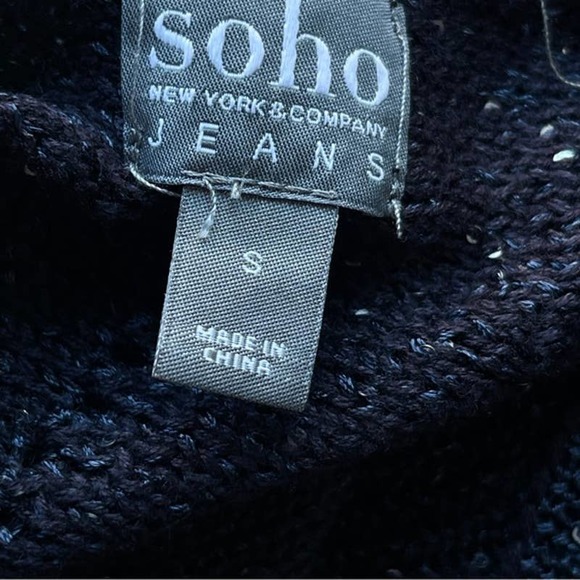 soho
NEW YORK & COMPANY
JEANS
S
MADE IN
CHINA